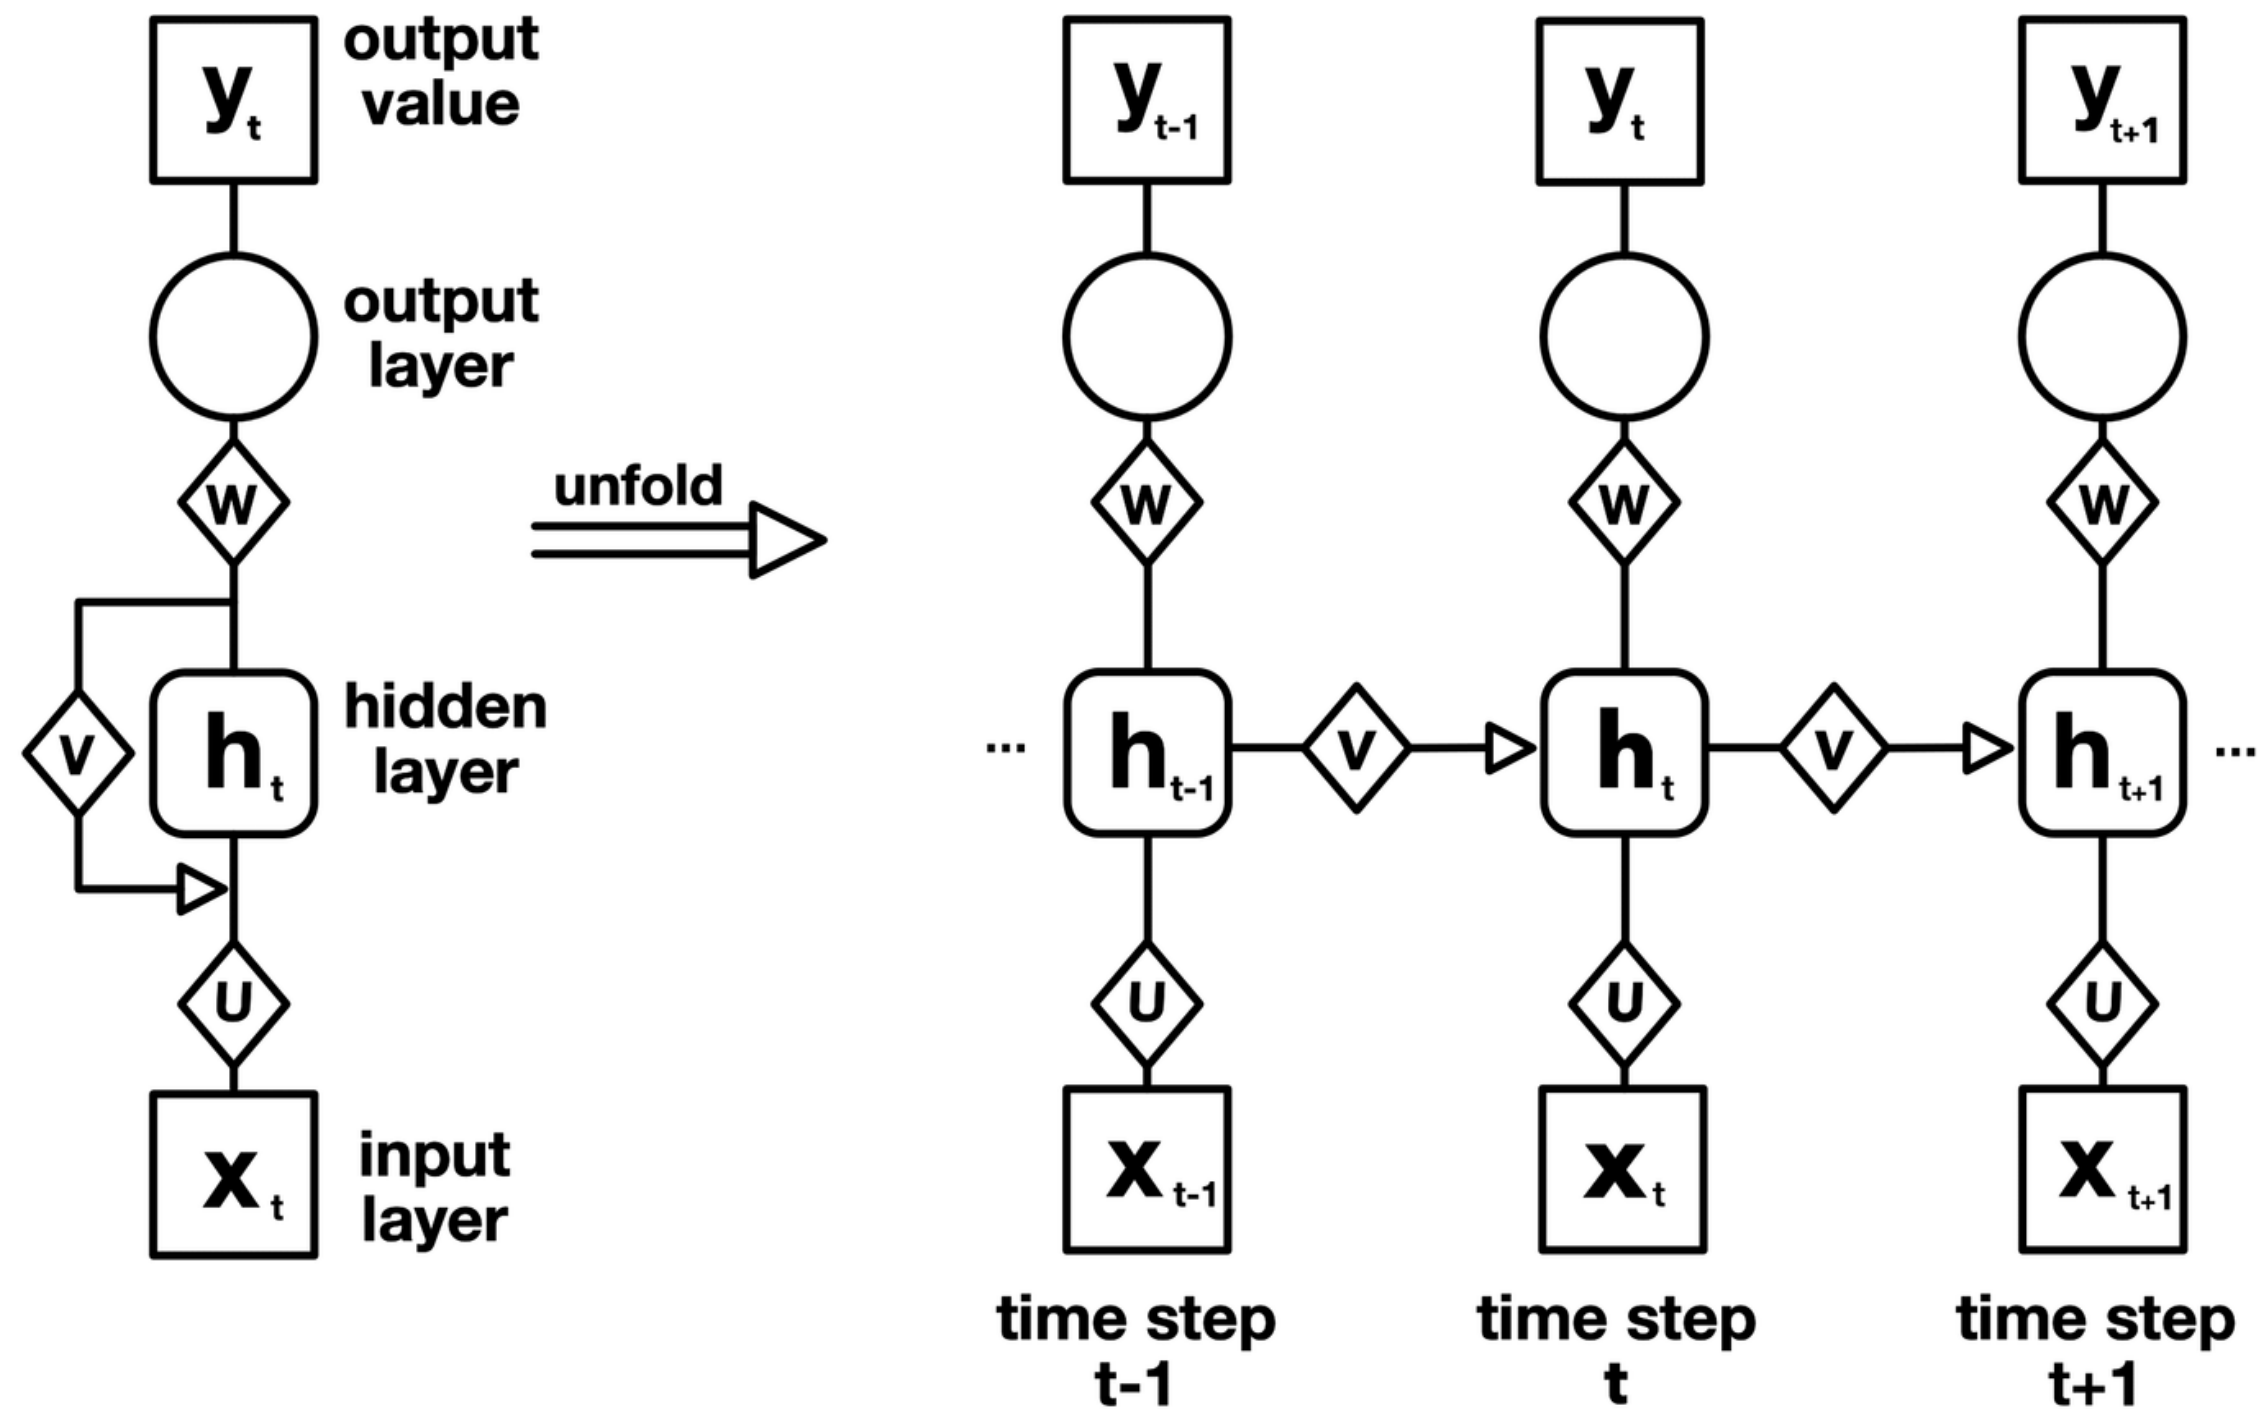 output
value
y t
output
layer
W
V
h t
hidden
layer
U
x t
input
layer
unfold
y t-1
y t
y t+1
W
W
W
...
h t-1
V
h t
V
h t+1
...
U
U
U
x t-1
x t
x t+1
time step
t-1
time step
t
time step
t+1